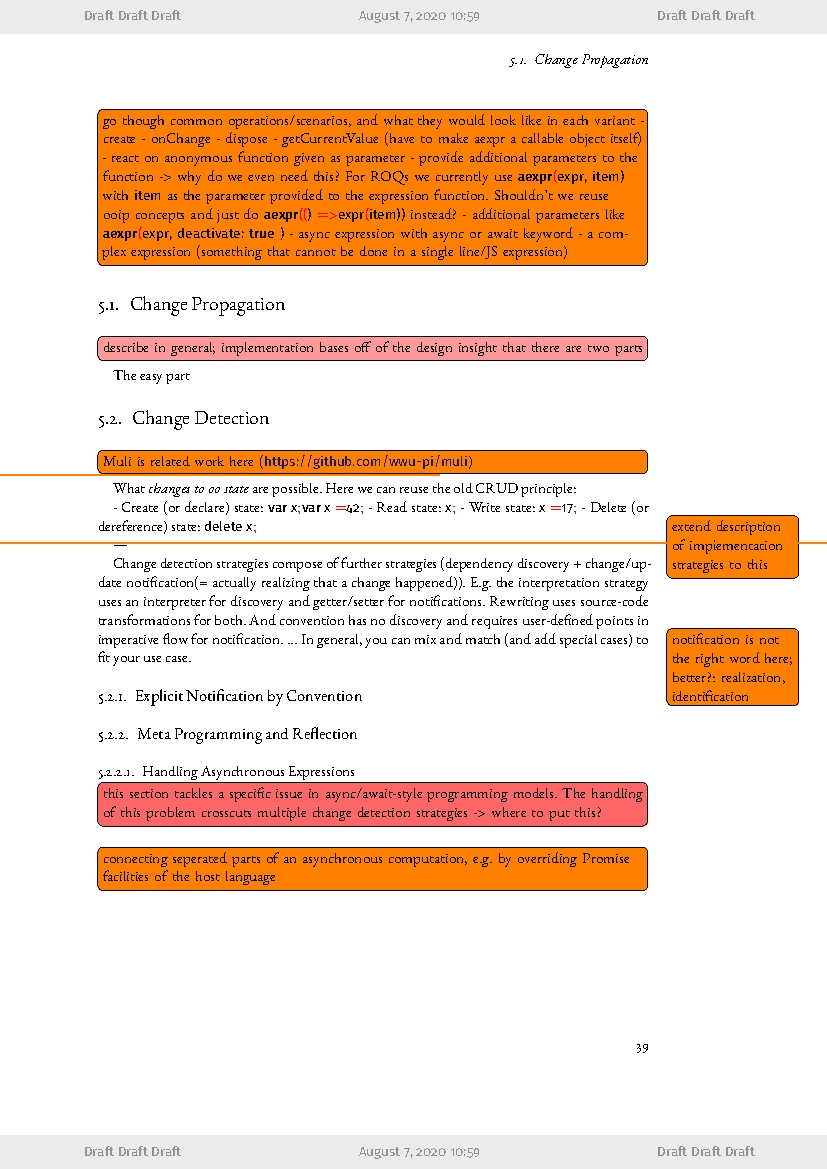 Draft Draft Draft August 7, 2020 10:59 Draft Draft Draft
5.1. Change Propagation
go though common operations/scenarios, and what they would look like in each variant -
create - onChange - dispose - getCurrentValue (have to make aexpr a callable object itself)
- react on anonymous function given as parameter - provide additional parameters to the
function -> why do we even need this? For ROQs we currently use aexpr(expr, item)
with item as the parameter provided to the expression function. Shouldn't we reuse
ooip concepts and just do aexpr(() =>expr(item)) instead? - additional parameters like
aexpr(expr, deactivate: true ) - async expression with async or await keyword - a com-
plex expression (something that cannot be done in a single line/JS expression)
5.1. Change Propagation
describe in general; implementation bases off of the design insight that there are two parts
The easy part
5.2. Change Detection
Muli is related work here (https://github.com/wwu-pi/muli)
What changes to oo state are possible. Here we can reuse the old CRUD principle:
- Create (or declare) state: var x;var x =42; - Read state: x; - Write state: x =17; - Delete (or
dereference) state: delete x;
—
extend description
of implementation
strategies to this
Change detection strategies compose of further strategies (dependency discovery + change/up-
date notification(= actually realizing that a change happened)). E.g. the interpretation strategy
uses an interpreter for discovery and getter/setter for notifications. Rewriting uses source-code
transformations for both. And convention has no discovery and requires user-defined points in
imperative flow for notification. ... In general, you can mix and match (and add special cases) to
fit your use case.
notification is not
the right word here;
better?: realization,
identification
5.2.1. Explicit Notification by Convention
5.2.2. Meta Programming and Reflection
5.2.2.1. Handling Asynchronous Expressions
this section tackles a specific issue in async/await-style programming models. The handling
of this problem crosscuts multiple change detection strategies -> where to put this?
connecting seperated parts of an asynchronous computation, e.g. by overriding Promise
facilities of the host language
39
Draft Draft Draft August 7, 2020 10:59 Draft Draft Draft